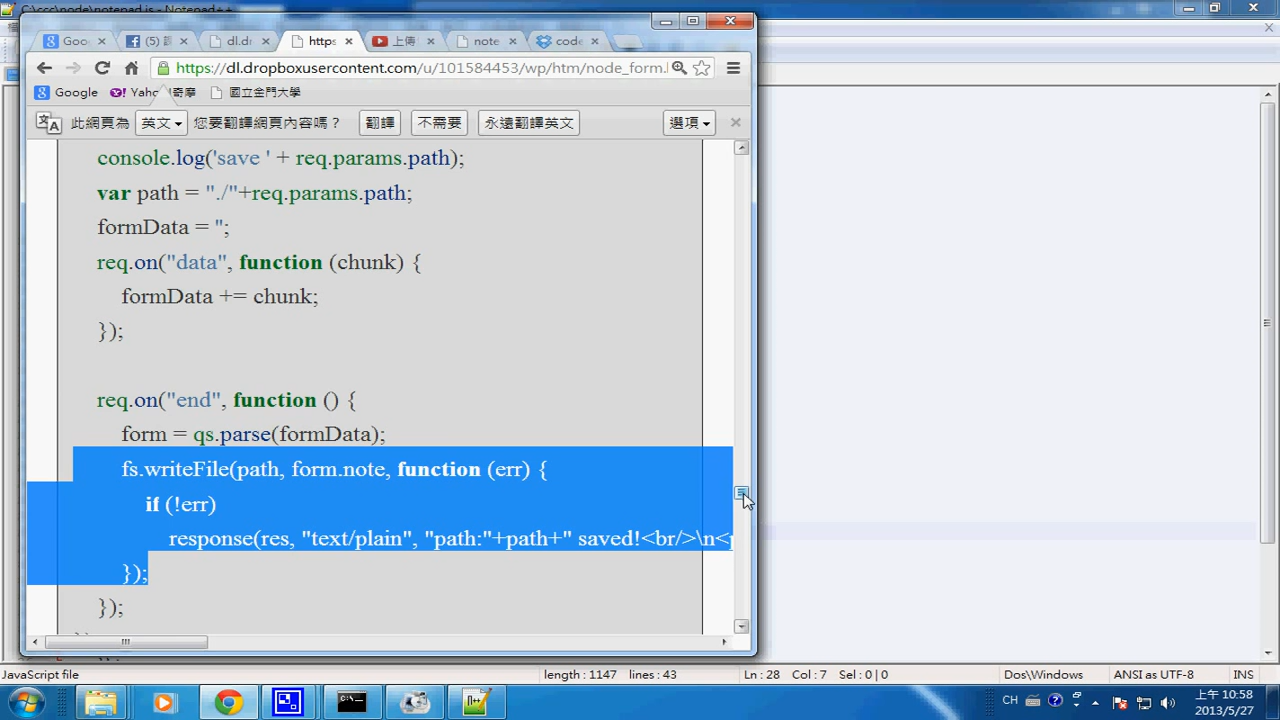 C:\ccc\node\notepad.js - Notepad++
Goo
(5)
dl.dr
https
上傳
note
code
https://dl.dropboxusercontent.com/u/101584453/wp/htm/node_form.
Google
奇摩
國立金門大學
此網頁為
英文
您要翻譯網頁內容嗎？
翻譯
不需要
永遠翻譯英文
選項
console.log('save ' + req.params.path);
var path = "./"+req.params.path;
formData = '';
req.on("data", function (chunk) {
formData += chunk;
});
req.on("end", function () {
form = qs.parse(formData);
fs.writeFile(path, form.note, function (err) {
if (!err)
response(res, "text/plain", "path:"+path+" saved!<br/>\n<p
});
});
JavaScript file
length : 1147
lines : 43
Ln : 28
Col : 7
Sel : 0 | 0
Dos\Windows
ANSI as UTF-8
INS
CH
上午 10:58
2013/5/27